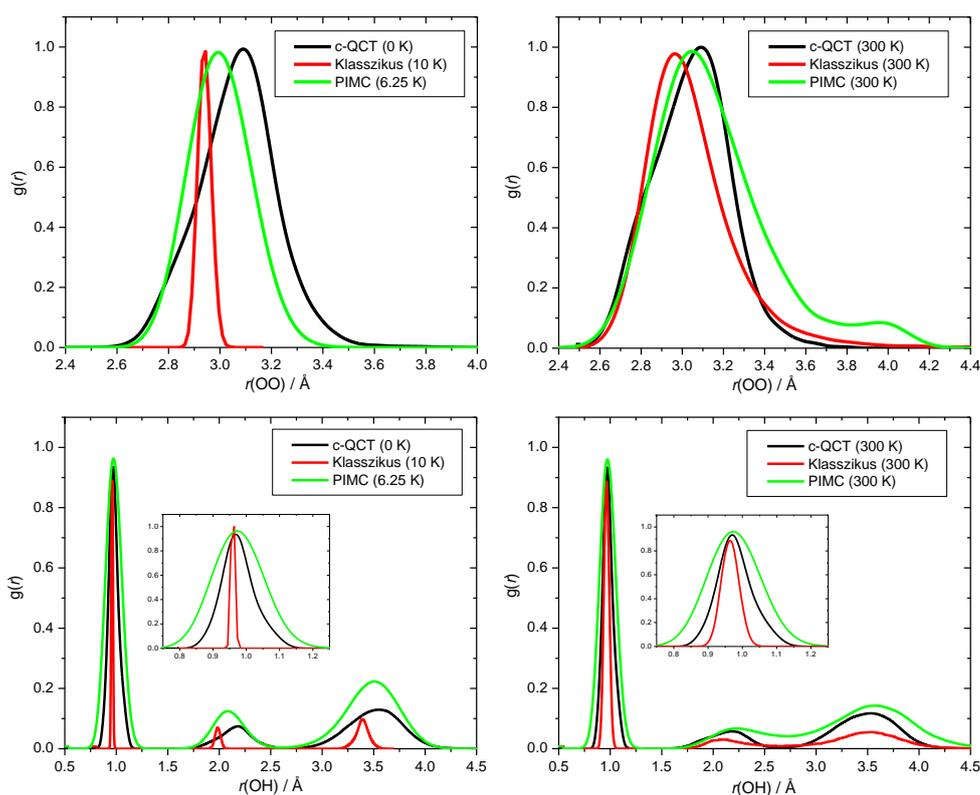 c-QCT (0 K)
Klasszikus (10 K)
PIMC (6.25 K)
1.0
0.8
0.6
0.4
0.2
0.0
g(r)
2.4 2.6 2.8 3.0 3.2 3.4 3.6 3.8 4.0
r(OO) / Å
c-QCT (300 K)
Klasszikus (300 K)
PIMC (300 K)
1.0
0.8
0.6
0.4
0.2
0.0
g(r)
2.4 2.6 2.8 3.0 3.2 3.4 3.6 3.8 4.0 4.2 4.4
r(OO) / Å
c-QCT (0 K)
Klasszikus (10 K)
PIMC (6.25 K)
1.0
0.8
0.6
0.4
0.2
0.0
g(r)
1.0
0.8
0.6
0.4
0.2
0.0
0.8 0.9 1.0 1.1 1.2
0.5 1.0 1.5 2.0 2.5 3.0 3.5 4.0 4.5
r(OH) / Å
c-QCT (300 K)
Klasszikus (300 K)
PIMC (300 K)
1.0
0.8
0.6
0.4
0.2
0.0
g(r)
1.0
0.8
0.6
0.4
0.2
0.0
0.8 0.9 1.0 1.1 1.2
0.5 1.0 1.5 2.0 2.5 3.0 3.5 4.0 4.5
r(OH) / Å